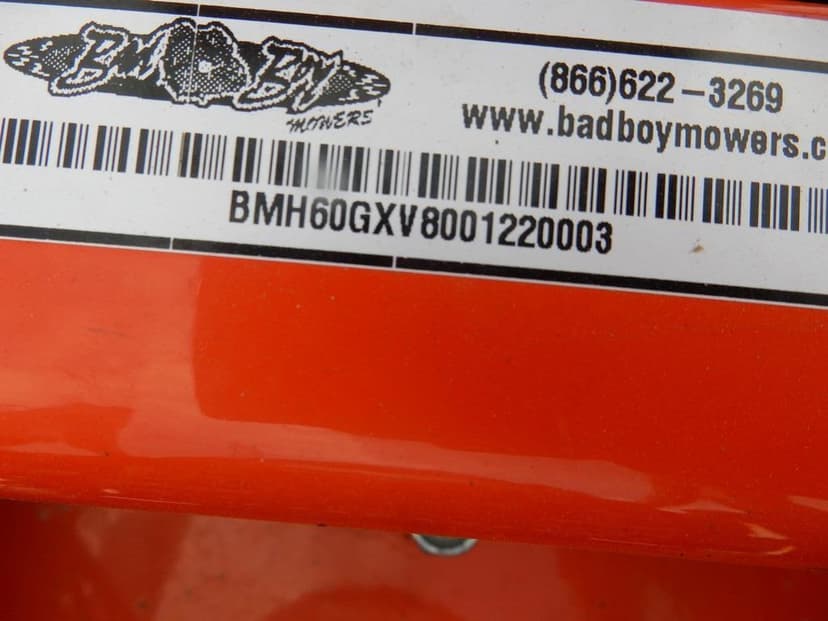 BAD BOY
MOWERS
(866)622-3269
www.badboymowers.c
BMH60GXV8001220003